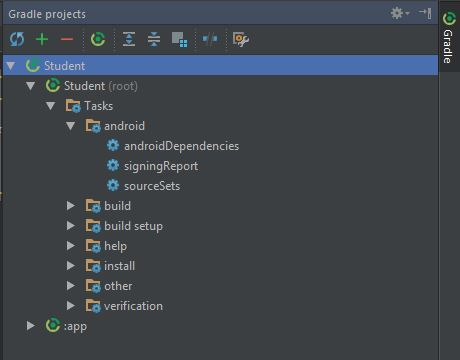 Gradle projects
Gradle
Student
Student (root)
Tasks
android
androidDependencies
signingReport
sourceSets
build
build setup
help
install
other
verification
:app